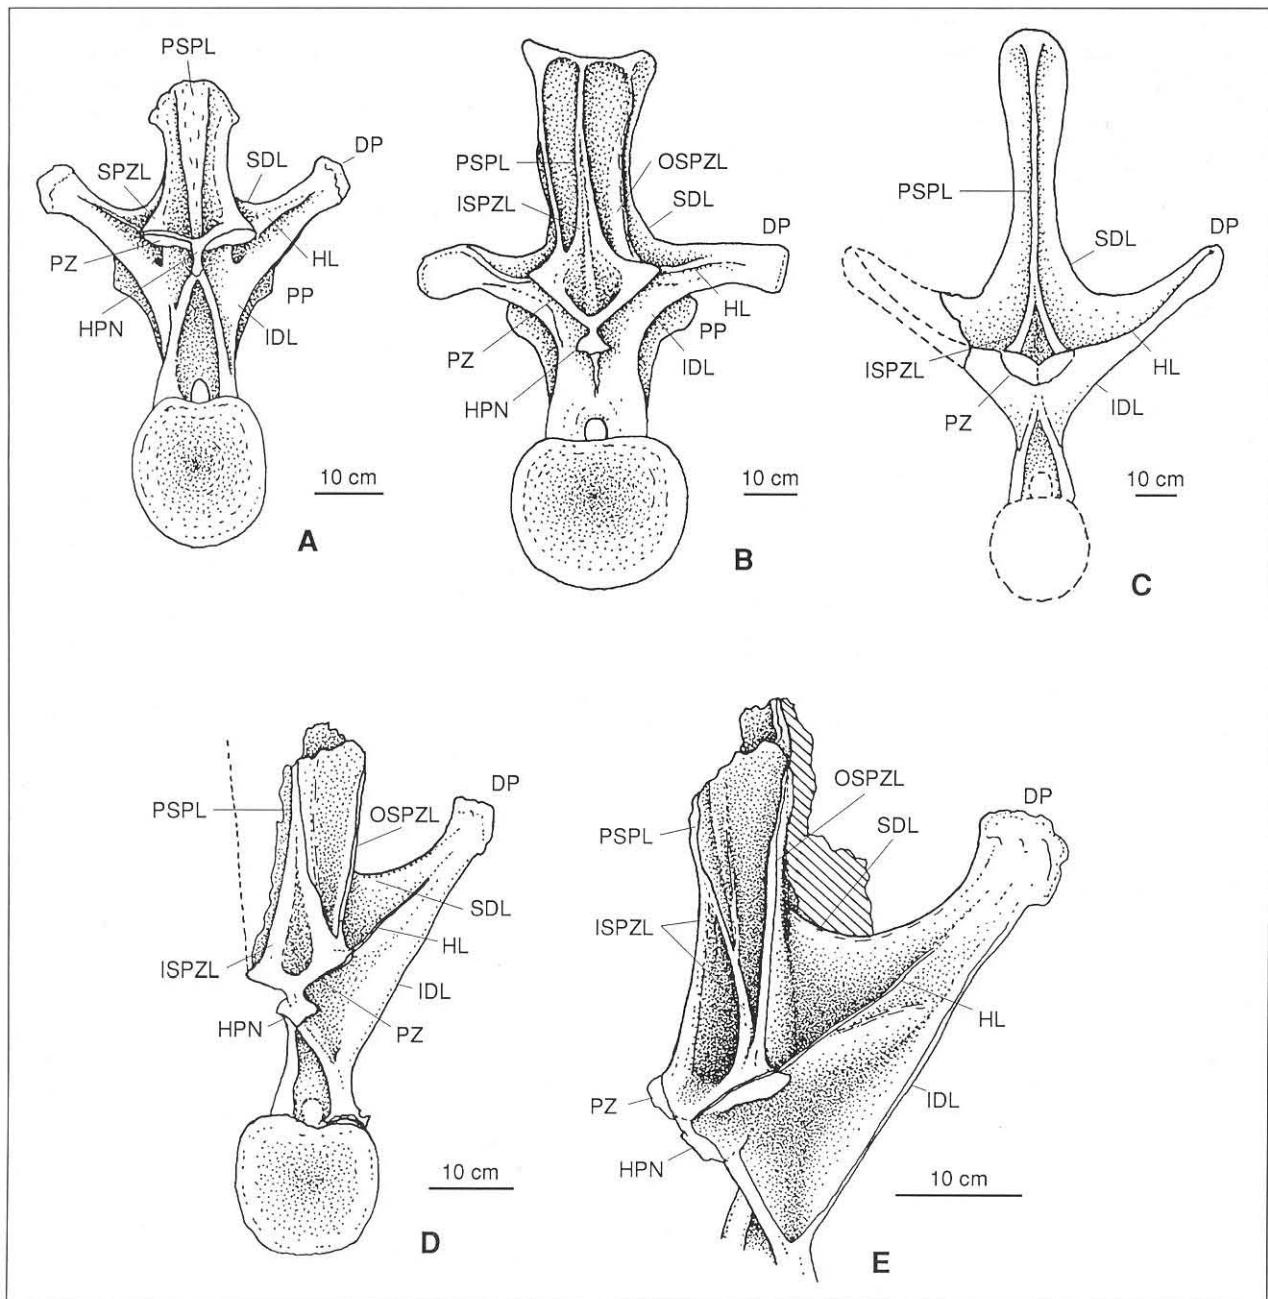 PSPL
SPZL
SDL
DP
PZ
HL
PP
HPN
IDL
10 cm
A
PSPL
OSPZL
ISPZL
SDL
DP
HL
PZ
PP
IDL
HPN
10 cm
B
PSPL
SDL
DP
ISPZL
HL
PZ
IDL
10 cm
C
DP
PSPL
OSPZL
SDL
HL
ISPZL
IDL
HPN
PZ
10 cm
D
DP
OSPZL
SDL
PSPL
ISPZL
HL
PZ
IDL
HPN
10 cm
E